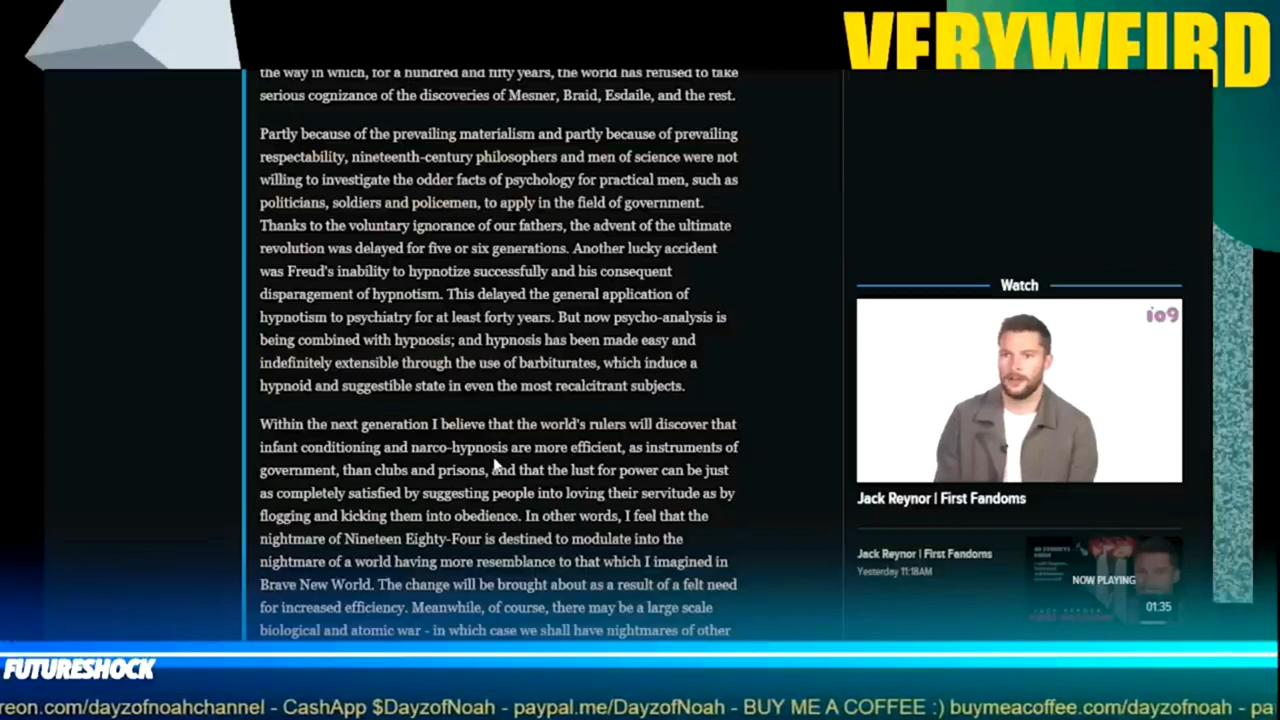 VERYWEIRD
the way in which, for a hundred and fifty years, the world has refused to take
serious cognizance of the discoveries of Mesner, Braid, Esdaile, and the rest.
Partly because of the prevailing materialism and partly because of prevailing
respectability, nineteenth-century philosophers and men of science were not
willing to investigate the odder facts of psychology for practical men, such as
politicians, soldiers and policemen, to apply in the field of government.
Thanks to the voluntary ignorance of our fathers, the advent of the ultimate
revolution was delayed for five or six generations. Another lucky accident
was Freud's inability to hypnotize successfully and his consequent
disparagement of hypnotism. This delayed the general application of
hypnotism to psychiatry for at least forty years. But now psycho-analysis is
being combined with hypnosis; and hypnosis has been made easy and
indefinitely extensible through the use of barbiturates, which induce a
hypnoid and suggestible state in even the most recalcitrant subjects.
Within the next generation I believe that the world's rulers will discover that
infant conditioning and narco-hypnosis are more efficient, as instruments of
government, than clubs and prisons, and that the lust for power can be just
as completely satisfied by suggesting people into loving their servitude as by
flogging and kicking them into obedience. In other words, I feel that the
nightmare of Nineteen Eighty-Four is destined to modulate into the
nightmare of a world having more resemblance to that which I imagined in
Brave New World. The change will be brought about as a result of a felt need
for increased efficiency. Meanwhile, of course, there may be a large scale
biological and atomic war - in which case we shall have nightmares of other
Watch
io9
Jack Reynor | First Fandoms
Jack Reynor | First Fandoms
Yesterday 11:18AM
NOW PLAYING
01:35
FUTURESHOCK
reon.com/dayzofnoahchannel - CashApp $DayzofNoah - paypal.me/DayzofNoah - BUY ME A COFFEE :) buymeacoffee.com/dayzofnoah - pa